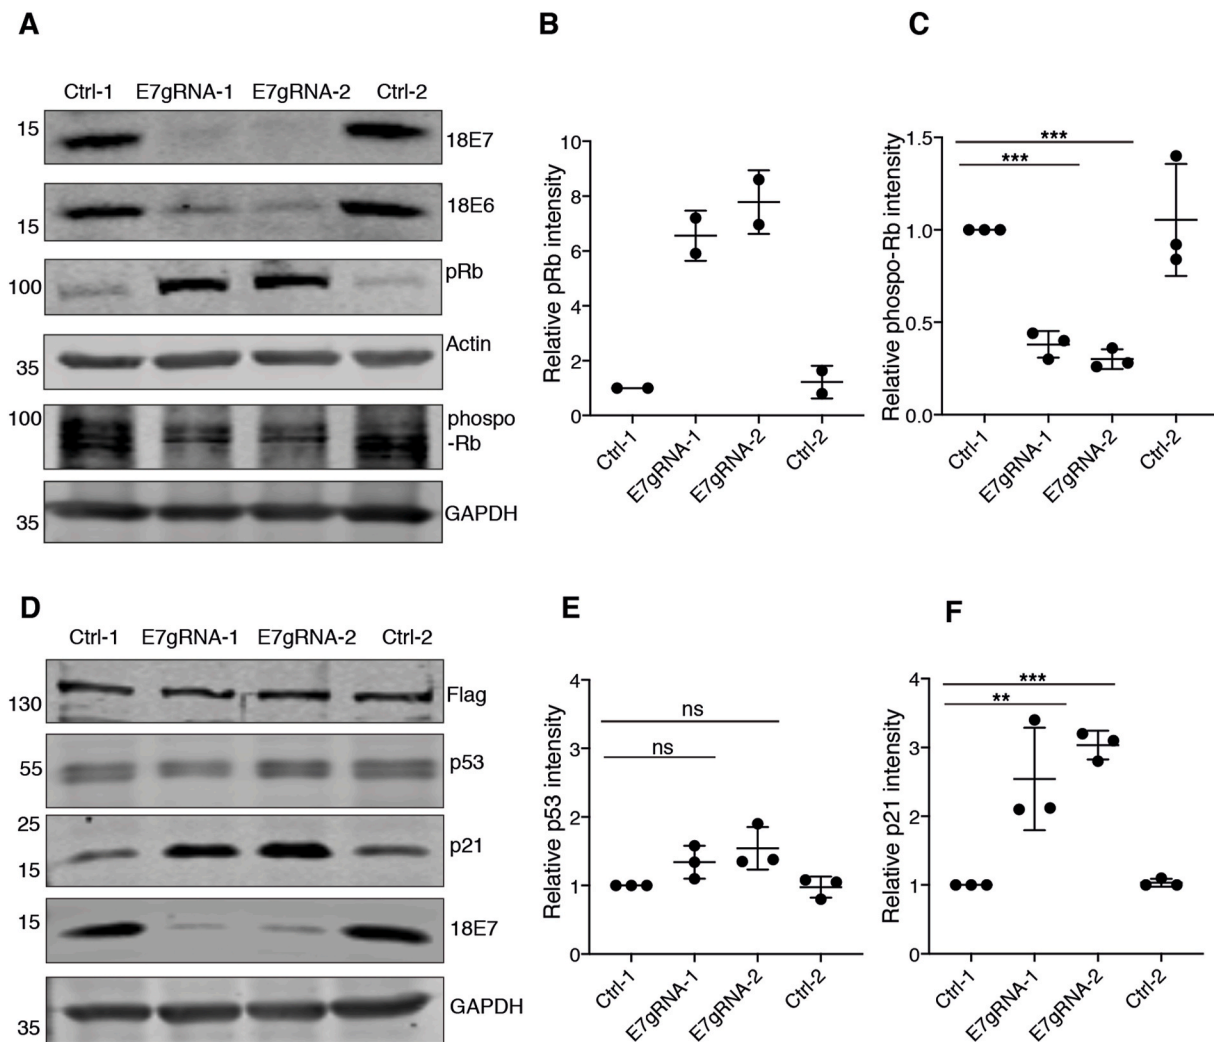 A
Ctrl-1 E7gRNA-1 E7gRNA-2 Ctrl-2
15 18E7
18E6
15
pRb
100
Actin
35
100 phospo
-Rb
35 GAPDH
B
Relative pRb intensity
10
8
6
4
2
0
Ctrl-1 E7gRNA-1 E7gRNA-2 Ctrl-2
C
Relative phospo-Rb intensity
1.5
1.0
0.5
0.0
***
***
Ctrl-1 E7gRNA-1 E7gRNA-2 Ctrl-2
D
Ctrl-1 E7gRNA-1 E7gRNA-2 Ctrl-2
130 Flag
55 p53
25
p21
15
15 18E7
GAPDH
35
E
Relative p53 intensity
4
3
2
1
0
ns
ns
Ctrl-1 E7gRNA-1 E7gRNA-2 Ctrl-2
F
Relative p21 intensity
4
3
2
1
0
***
**
Ctrl-1 E7gRNA-1 E7gRNA-2 Ctrl-2